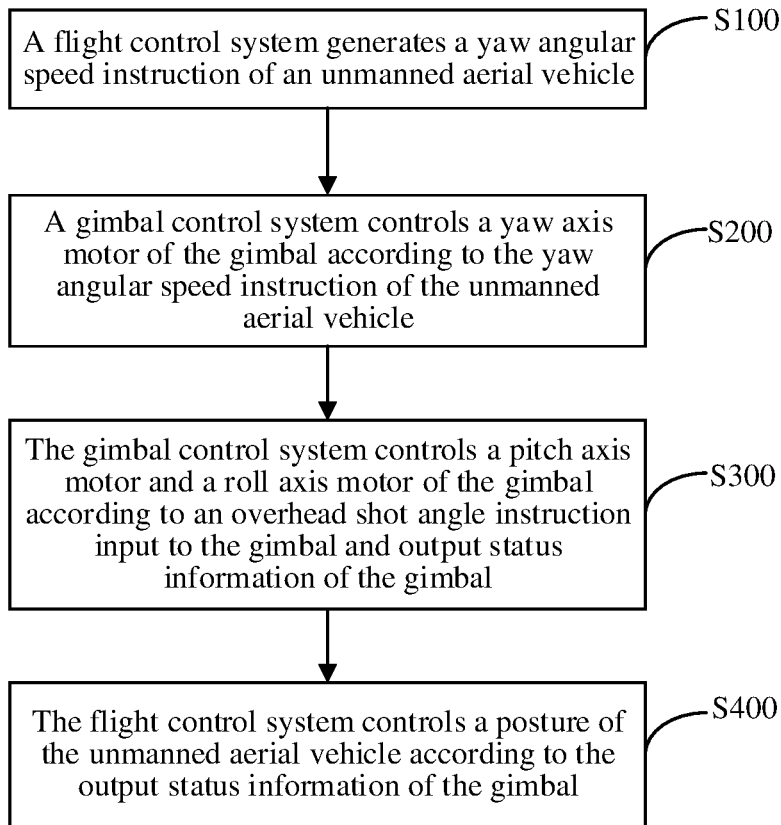 A flight control system generates a yaw angular
speed instruction of an unmanned aerial vehicle
S100
A gimbal control system controls a yaw axis
motor of the gimbal according to the yaw
angular speed instruction of the unmanned
aerial vehicle
S200
The gimbal control system controls a pitch axis
motor and a roll axis motor of the gimbal
according to an overhead shot angle instruction
input to the gimbal and output status
information of the gimbal
S300
The flight control system controls a posture of
the unmanned aerial vehicle according to the
output status information of the gimbal
S400